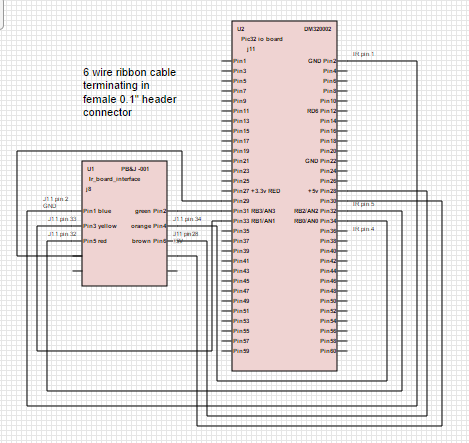 U2 DM320002
Pic32 io board
j11
Pin1 GND Pin2
Pin3 Pin4
Pin5 Pin6
Pin7 Pin8
Pin9 Pin10
Pin11 RD6 Pin12
Pin13 Pin14
Pin15 Pin16
Pin17 Pin18
Pin19 Pin20
Pin21 GND Pin22
Pin23 Pin24
Pin25 Pin26
Pin27 +3.3v RED +5v Pin28
Pin29 Pin30
Pin31 RB3/AN3 RB2/AN2 Pin32
Pin33 RB1/AN1 RB0/AN0 Pin34
Pin35 Pin36
Pin37 Pin38
Pin39 Pin40
Pin41 Pin42
Pin43 Pin44
Pin45 Pin46
Pin47 Pin48
Pin49 Pin50
Pin51 Pin52
Pin53 Pin54
Pin55 Pin56
Pin57 Pin58
Pin59 Pin60
IR pin 1
IR pin 5
IR pin 4
6 wire ribbon cable
terminating in
female 0.1" header
connector
U1 PB&J -001
Ir_board_interface
j3
J11 pin 2
GND
Pin1 blue green Pin2
J11 pin 33 J11 pin 34
Pin3 yellow orange Pin4
J11 pin 32 J11 pin28
Pin5 red brown Pin6